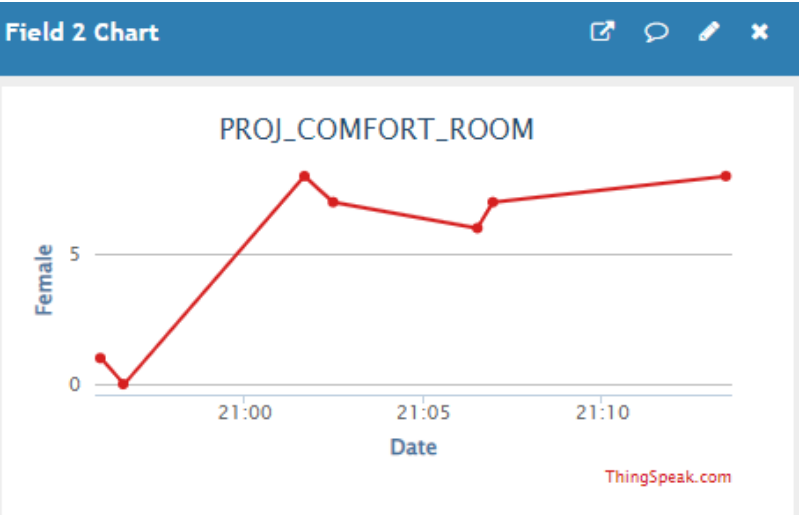 Field 2 Chart
PROJ_COMFORT_ROOM
Female
5
0
21:00 21:05 21:10
Date
ThingSpeak.com